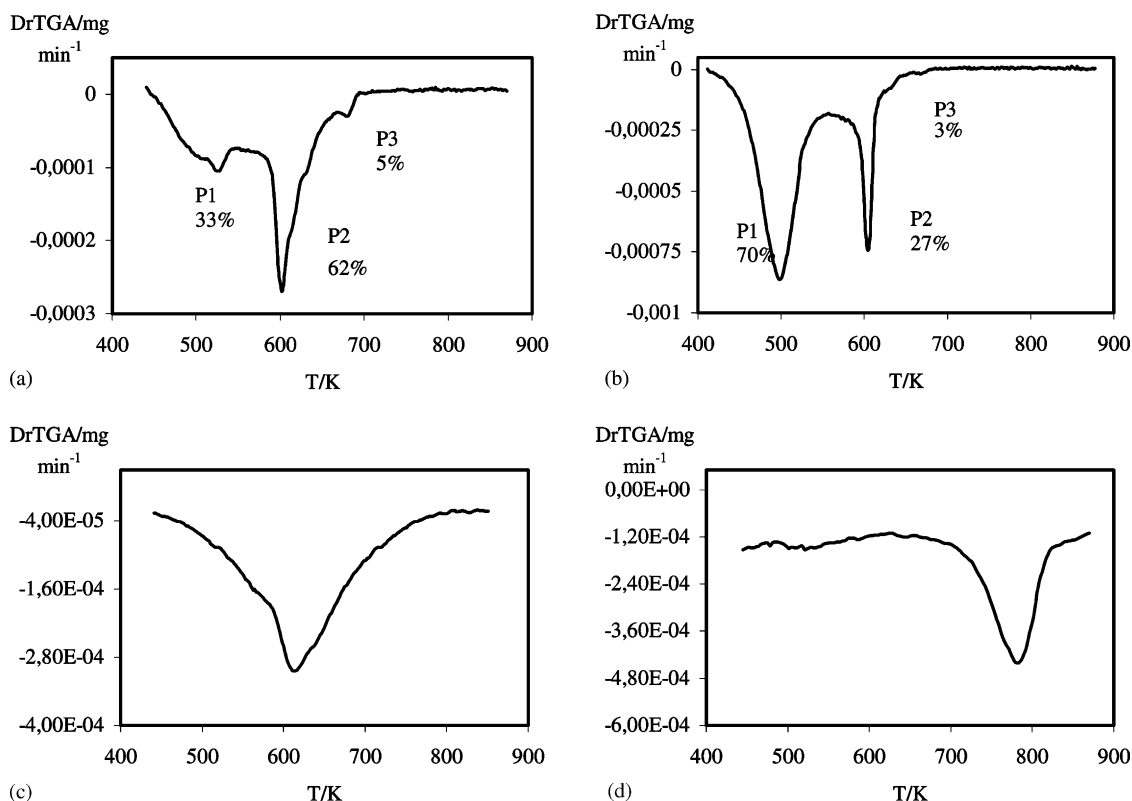 DrTGA/mg
min-1
0
-0,0001
-0,0002
-0,0003
P1
33%
P2
62%
P3
5%
400 500 600 700 800 900
T/K
(a)
DrTGA/mg
min-1
0
-0,00025
-0,0005
-0,00075
-0,001
P1
70%
P2
27%
P3
3%
400 500 600 700 800 900
T/K
(b)
DrTGA/mg
min-1
-4,00E-05
-1,60E-04
-2,80E-04
-4,00E-04
400 500 600 700 800 900
T/K
(c)
DrTGA/mg
min-1
0,00E+00
-1,20E-04
-2,40E-04
-3,60E-04
-4,80E-04
-6,00E-04
400 500 600 700 800 900
T/K
(d)